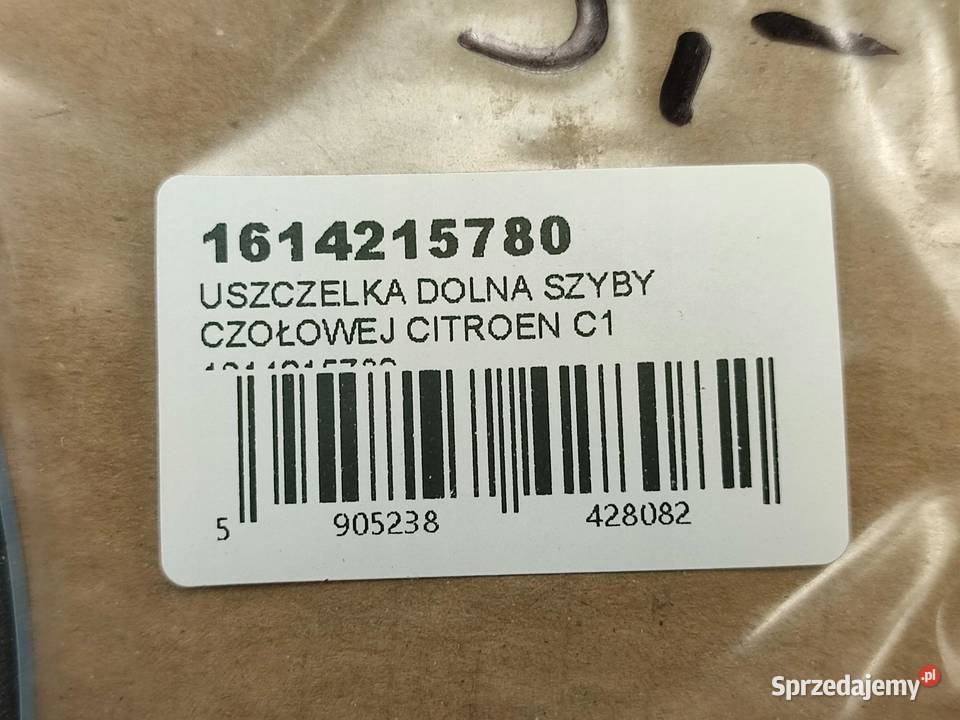 1614215780
USZCZELKA DOLNA SZYBY
CZOŁOWEJ CITROEN C1
5 905238 428082
Sprzedajemy.pl